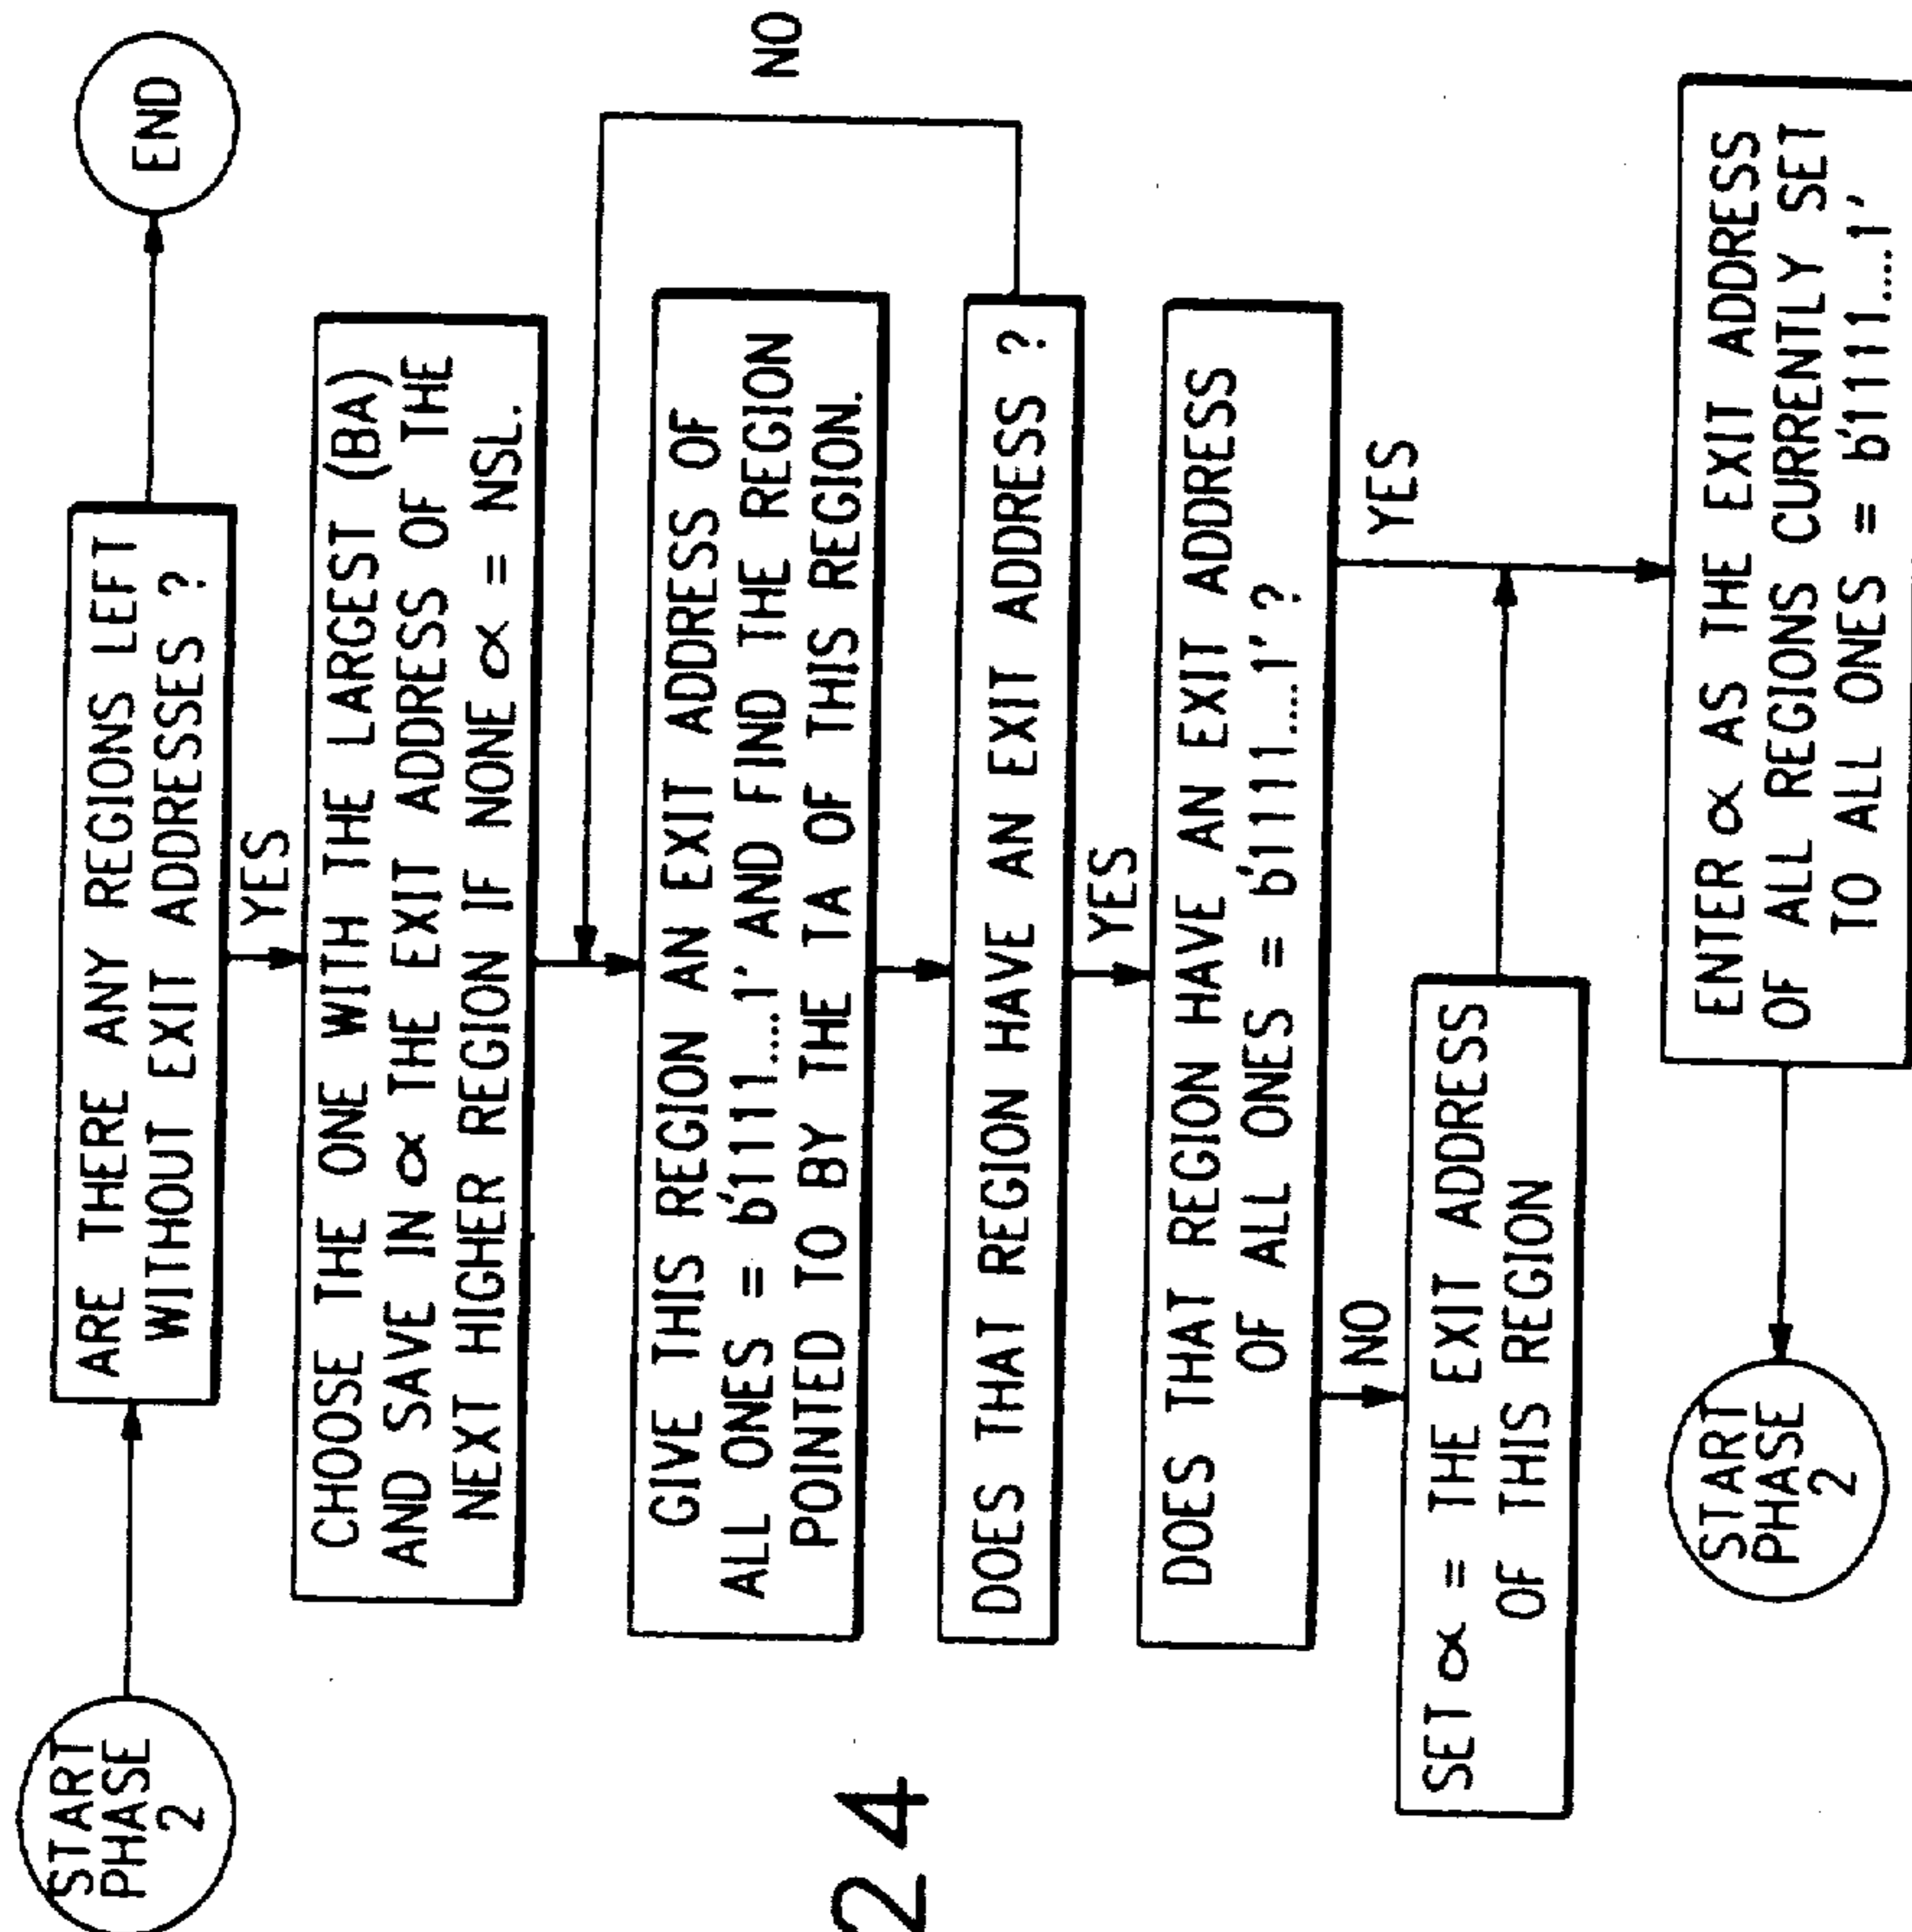 START
PHASE
2
ARE THERE ANY REGIONS LEFT
WITHOUT EXIT ADDRESSES ?
END
YES
CHOOSE THE ONE WITH THE LARGEST (BA)
AND SAVE IN α THE EXIT ADDRESS OF THE
NEXT HIGHER REGION IF NONE α = NSL.
GIVE THIS REGION AN EXIT ADDRESS OF
ALL ONES = b'1111....1' AND FIND THE REGION
POINTED TO BY THE TA OF THIS REGION.
NO
DOES THAT REGION HAVE AN EXIT ADDRESS ?
YES
DOES THAT REGION HAVE AN EXIT ADDRESS
OF ALL ONES = b'1111....1' ?
NO
YES
SET α = THE EXIT ADDRESS
OF THIS REGION
ENTER α AS THE EXIT ADDRESS
OF ALL REGIONS CURRENTLY SET
TO ALL ONES = b'1111....1'
START
PHASE
2
24